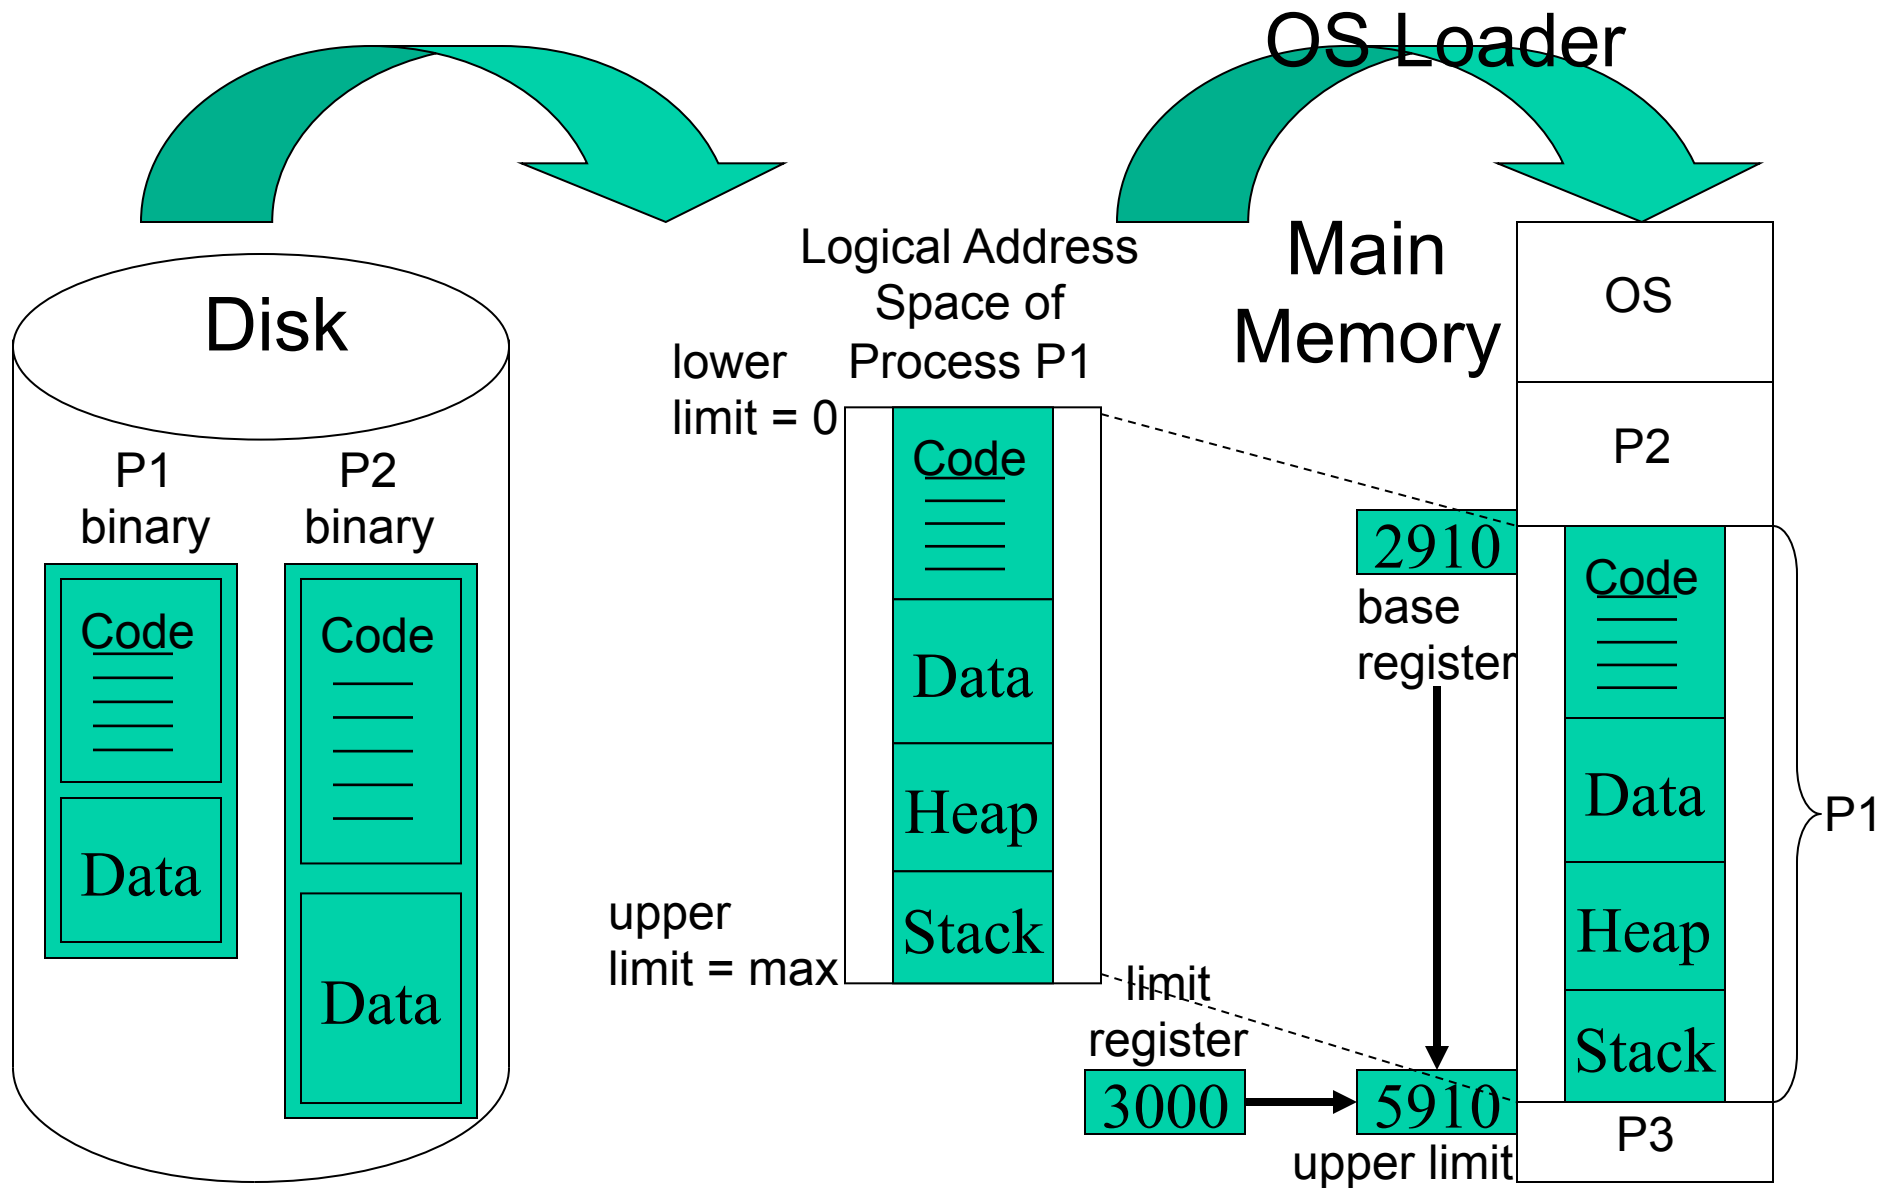 OS Loader
Disk
P1
binary
P2
binary
Code
Data
Code
Data
Logical Address
Space of
Process P1
lower
limit = 0
Code
Data
Heap
Stack
upper
limit = max
Main
Memory
OS
P2
2910
base
register
Code
Data
Heap
Stack
P1
limit
register
3000
5910
upper limit
P3